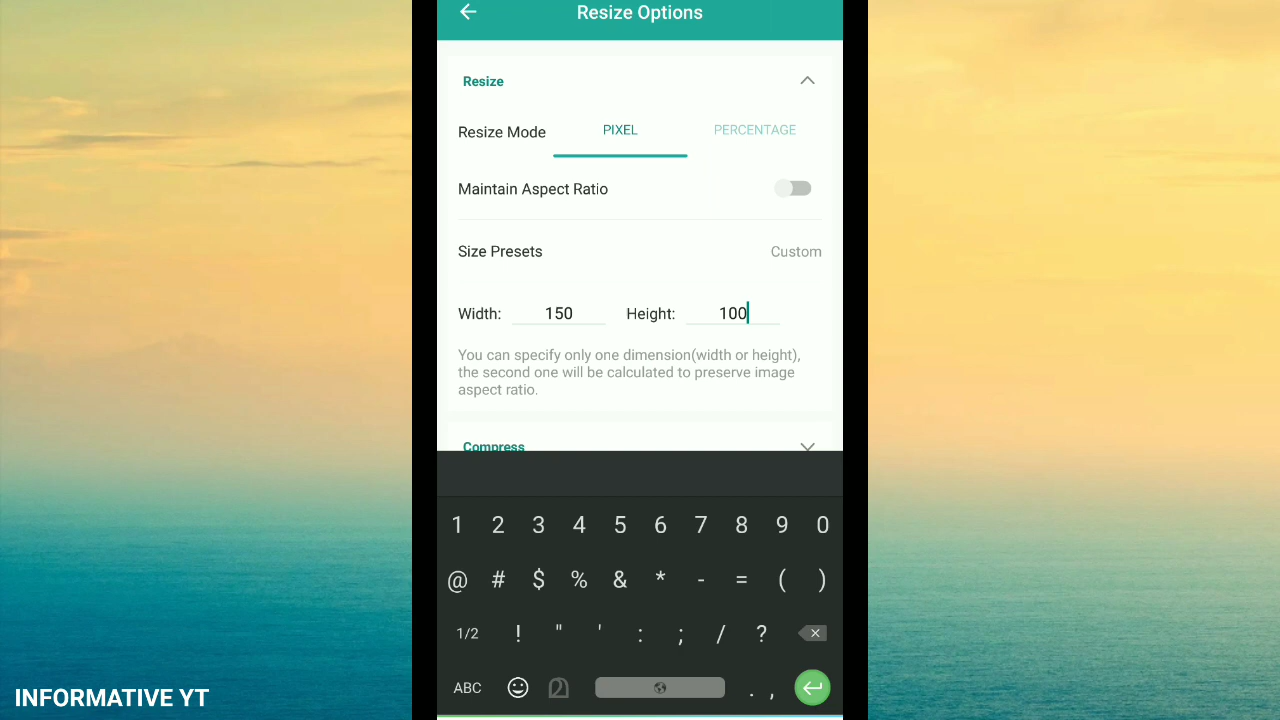 Resize Options
Resize
Resize Mode PIXEL PERCENTAGE
Maintain Aspect Ratio
Size Presets Custom
Width: 150 Height: 100
You can specify only one dimension(width or height),
the second one will be calculated to preserve image
aspect ratio.
Compress
1 2 3 4 5 6 7 8 9 0
@ # $ % & * - = ( )
1/2 ! " ' : ; / ?
ABC മ . ,
INFORMATIVE YT